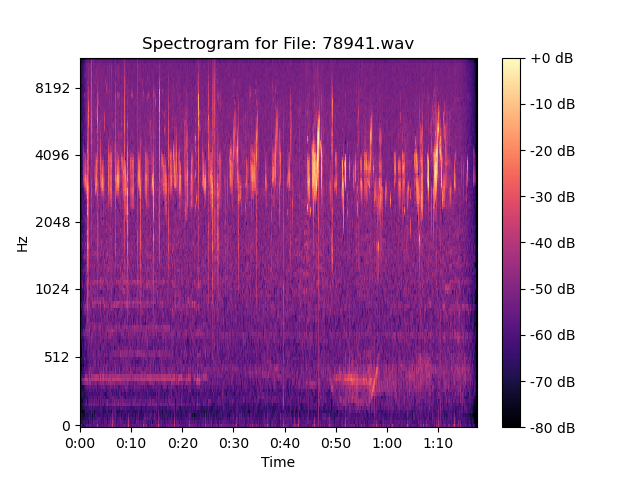 Spectrogram for File: 78941.wav
8192
4096
2048
1024
512
0
Hz
0:00
0:10
0:20
0:30
0:40
0:50
1:00
1:10
Time
+0 dB
-10 dB
-20 dB
-30 dB
-40 dB
-50 dB
-60 dB
-70 dB
-80 dB